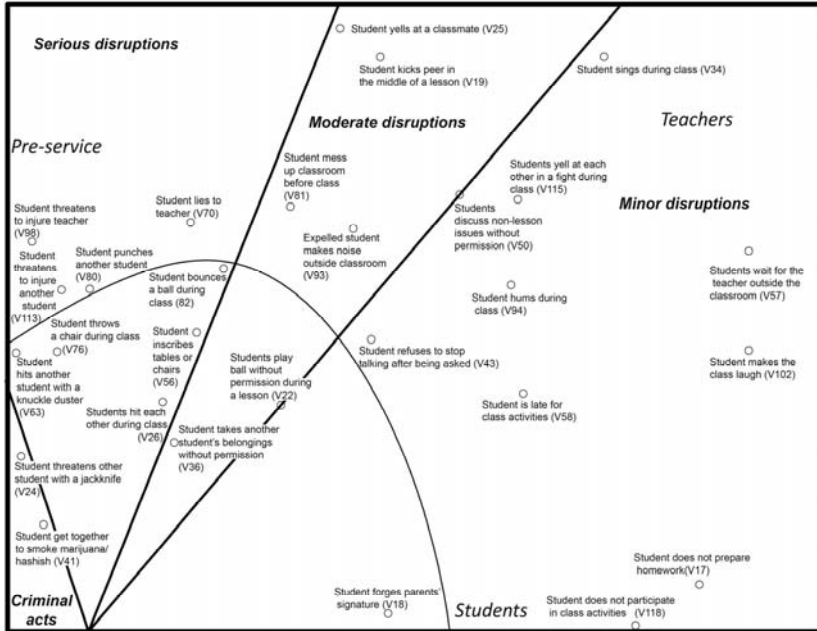 Serious disruptions
Student yells at a classmate (V25)
Student kicks peer in
the middle of a lesson (V19)
Student sings during class (V34)
Moderate disruptions
Teachers
Pre-service
Student mess
up classroom
before class
(V81)
Students yell at each
other in a fight during
class (V115)
Minor disruptions
Student threatens
to injure teacher
(V98)
Student lies to
teacher (V70)
Students
discuss non-lesson
issues without
permission (V50)
Expelled student
makes noise
outside classroom
(V93)
Student punches
another student
(V80)
Student
threatens
to injure
another
student
(V113)
Student bounces
a ball during
class (82)
Students wait for the
teacher outside the
classroom (V57)
Student hums during
class (V94)
Student throws
a chair during class
(V76)
Student
inscribes
tables or
chairs
(V56)
Student refuses to stop
talking after being asked (V43)
Student makes the
class laugh (V102)
Student
hits another
student with a
knuckle duster
(V63)
Students play
ball without
permission during
a lesson (V22)
Student is late for
class activities (V58)
Students hit each
other during class
(V26)
Student takes another
student's belongings
without permission
(V36)
Student threatens other
student with a jackknife
(V24)
Student get together
to smoke marijuana/
hashish (V41)
Student does not prepare
homework(V17)
Criminal
acts
Student forges parents'
signature (V18)
Students
Student does not participate
in class activities (V118)